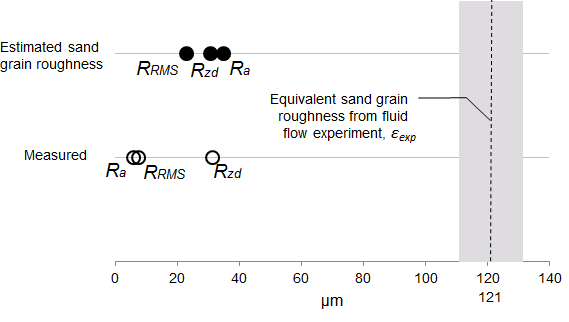 Estimated sand
grain roughness
RRMS Rzd Ra
Equivalent sand grain
roughness from fluid
flow experiment, εexp
Measured
Ra RRMS Rzd
0 20 40 60 80 100 120 140
121
μm